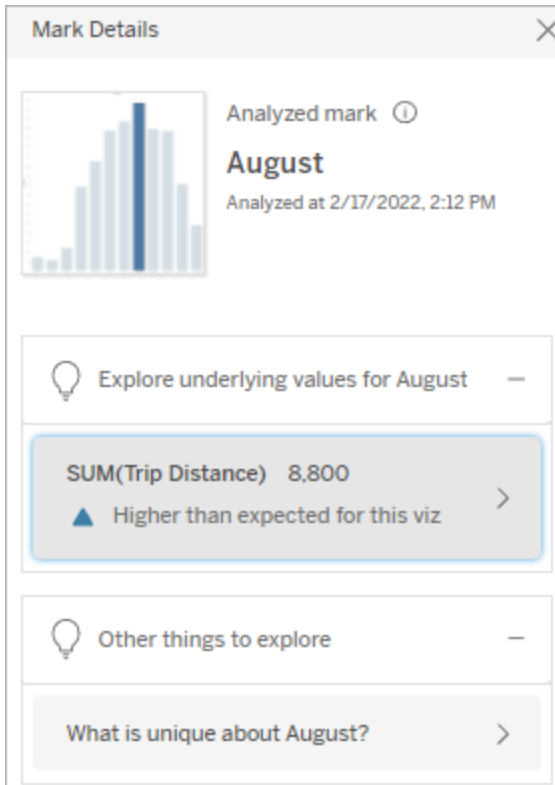 Mark Details
Analyzed mark
August
Analyzed at 2/17/2022, 2:12 PM
Explore underlying values for August
SUM(Trip Distance) 8,800
Higher than expected for this viz
Other things to explore
What is unique about August?